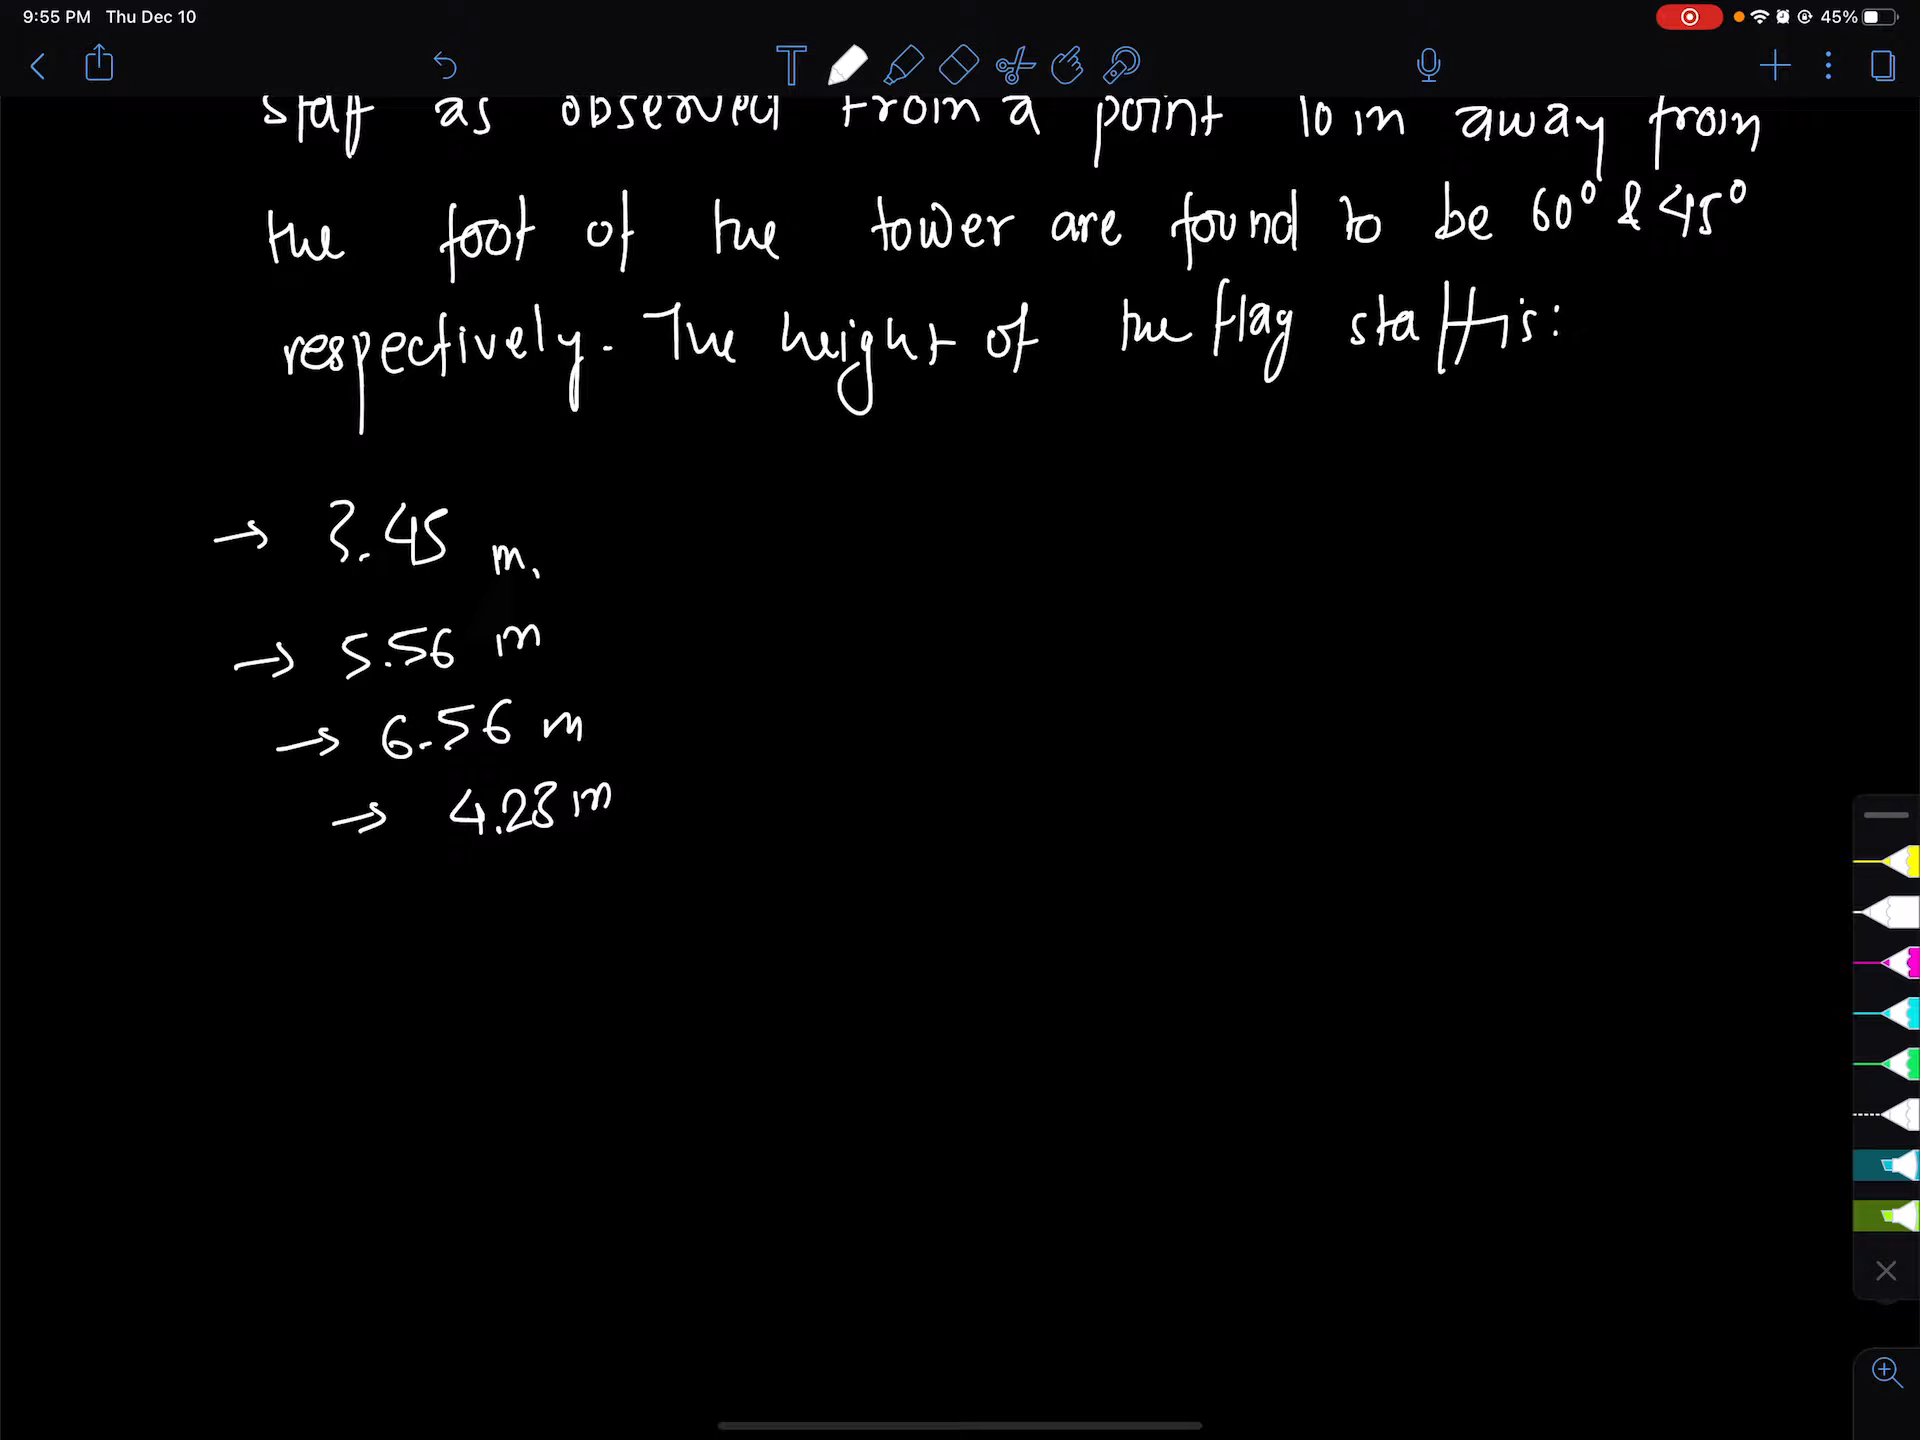 9:55 PM Thu Dec 10 45%
staff as observed from a point 10 m away from
the foot of the tower are found to be 60° & 45°
respectively. The height of the flag staff is:
→ 3.45 m.
→ 5.56 m
→ 6.56 m
→ 4.23 m